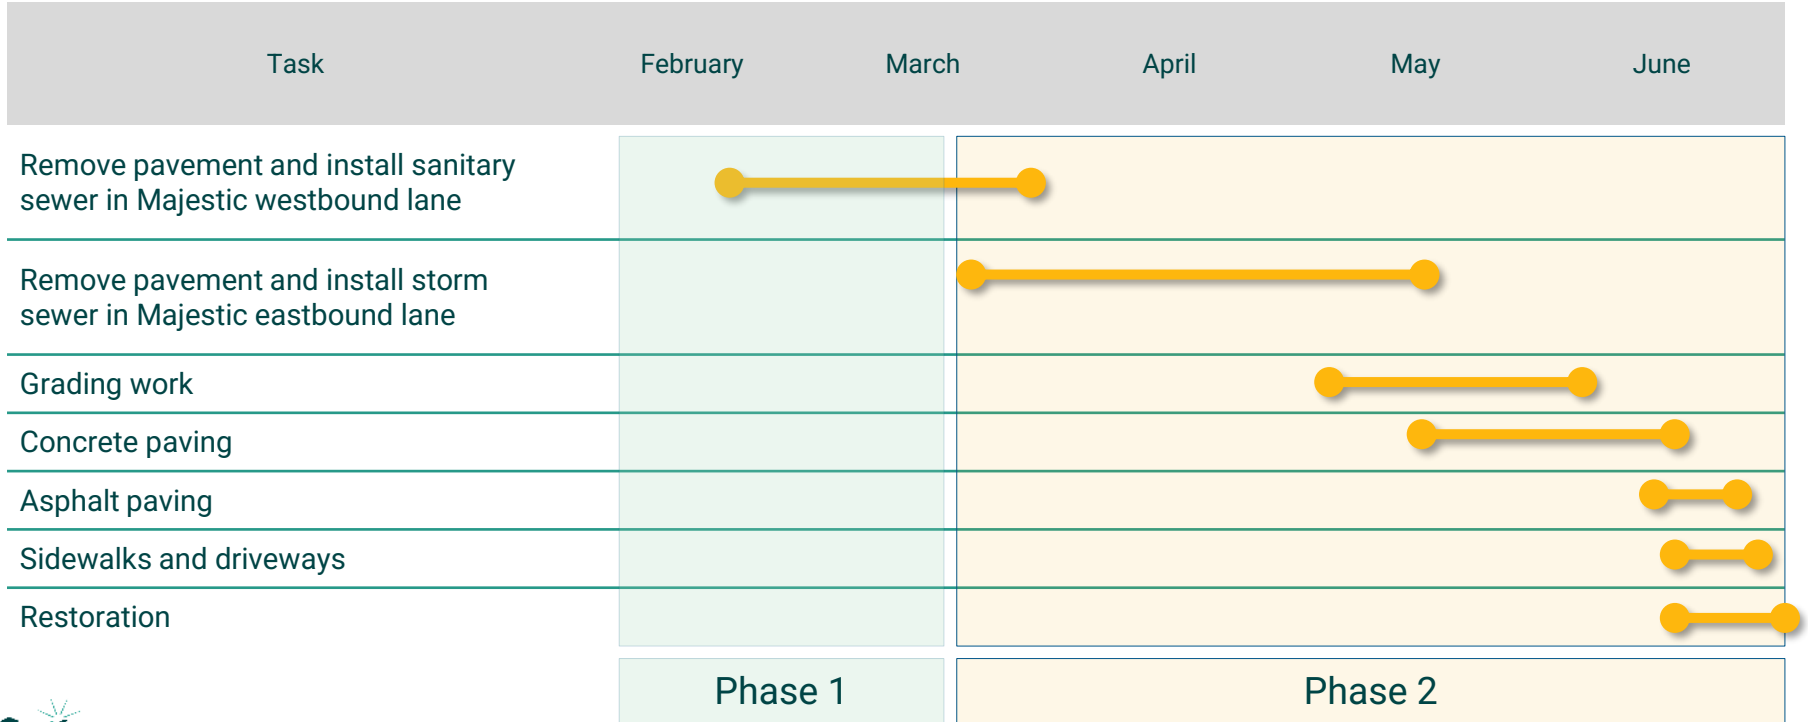 Task February March April May June
Remove pavement and install sanitary
sewer in Majestic westbound lane
Remove pavement and install storm
sewer in Majestic eastbound lane
Grading work
Concrete paving
Asphalt paving
Sidewalks and driveways
Restoration
Phase 1 Phase 2